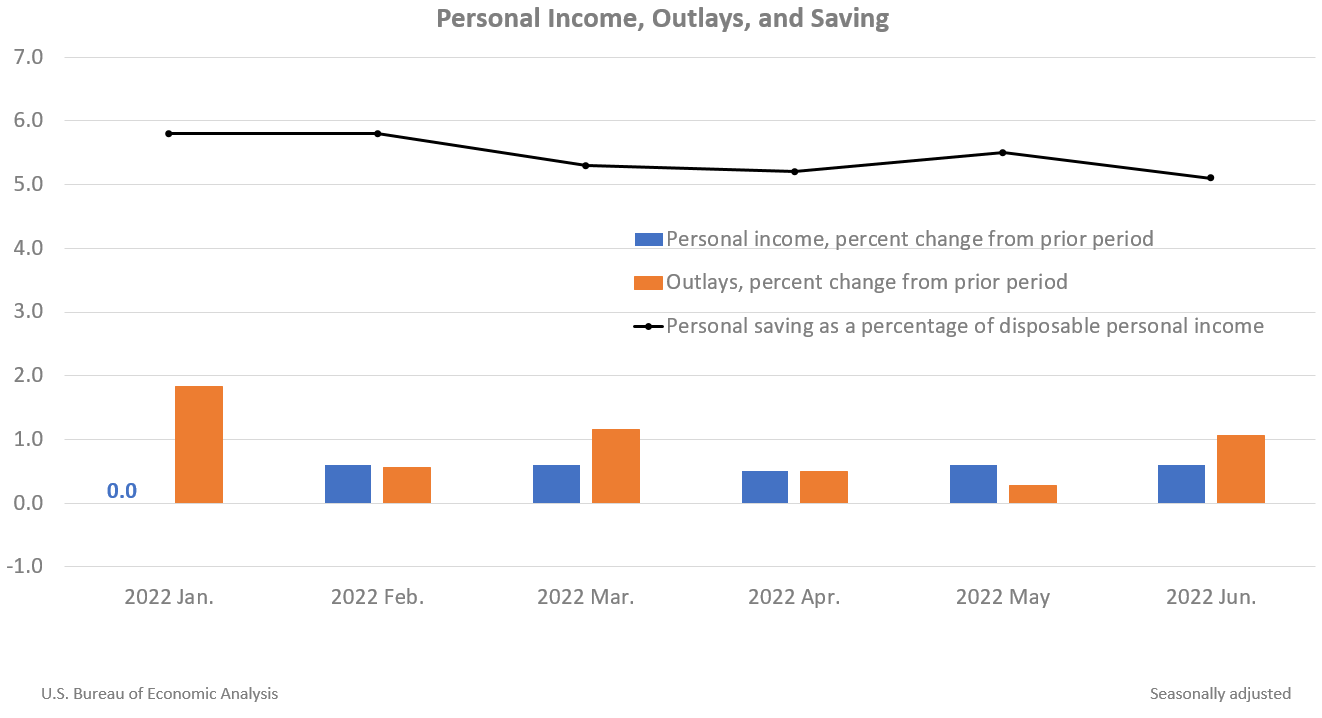 Personal Income, Outlays, and Saving
7.0
6.0
5.0
4.0
3.0
2.0
1.0
0.0
-1.0
Personal income, percent change from prior period
Outlays, percent change from prior period
Personal saving as a percentage of disposable personal income
0.0
2022 Jan. 2022 Feb. 2022 Mar. 2022 Apr. 2022 May 2022 Jun.
U.S. Bureau of Economic Analysis Seasonally adjusted